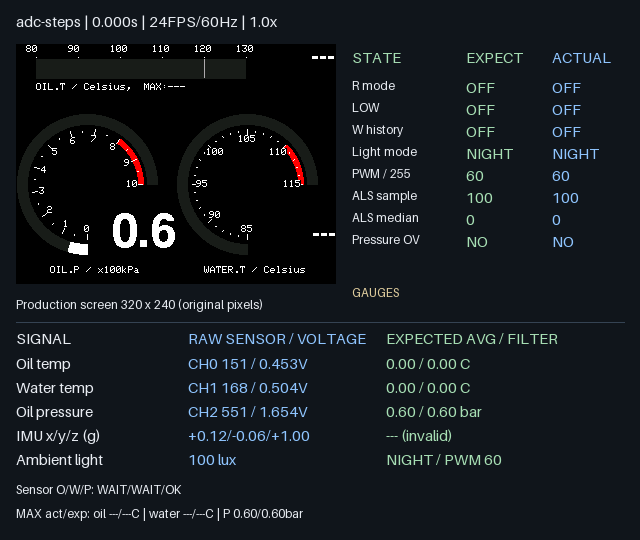 adc-steps | 0.000s | 24FPS/60Hz | 1.0x
80 90 100 110 120 130
---
OIL.T / Celsius, MAX:---
0 1 2 3 4 5 6 7 8 9 10
0.6
OIL.P / x100kPa
85 90 95 100 105 110 115
---
WATER.T / Celsius
Production screen 320 x 240 (original pixels)
STATE EXPECT ACTUAL
R mode OFF OFF
LOW OFF OFF
W history OFF OFF
Light mode NIGHT NIGHT
PWM / 255 60 60
ALS sample 100 100
ALS median 0 0
Pressure OV NO NO
GAUGES
SIGNAL RAW SENSOR / VOLTAGE EXPECTED AVG / FILTER
Oil temp CH0 151 / 0.453V 0.00 / 0.00 C
Water temp CH1 168 / 0.504V 0.00 / 0.00 C
Oil pressure CH2 551 / 1.654V 0.60 / 0.60 bar
IMU x/y/z (g) +0.12/-0.06/+1.00 --- (invalid)
Ambient light 100 lux NIGHT / PWM 60
Sensor O/W/P: WAIT/WAIT/OK
MAX act/exp: oil --/--C | water --/--C | P 0.60/0.60bar